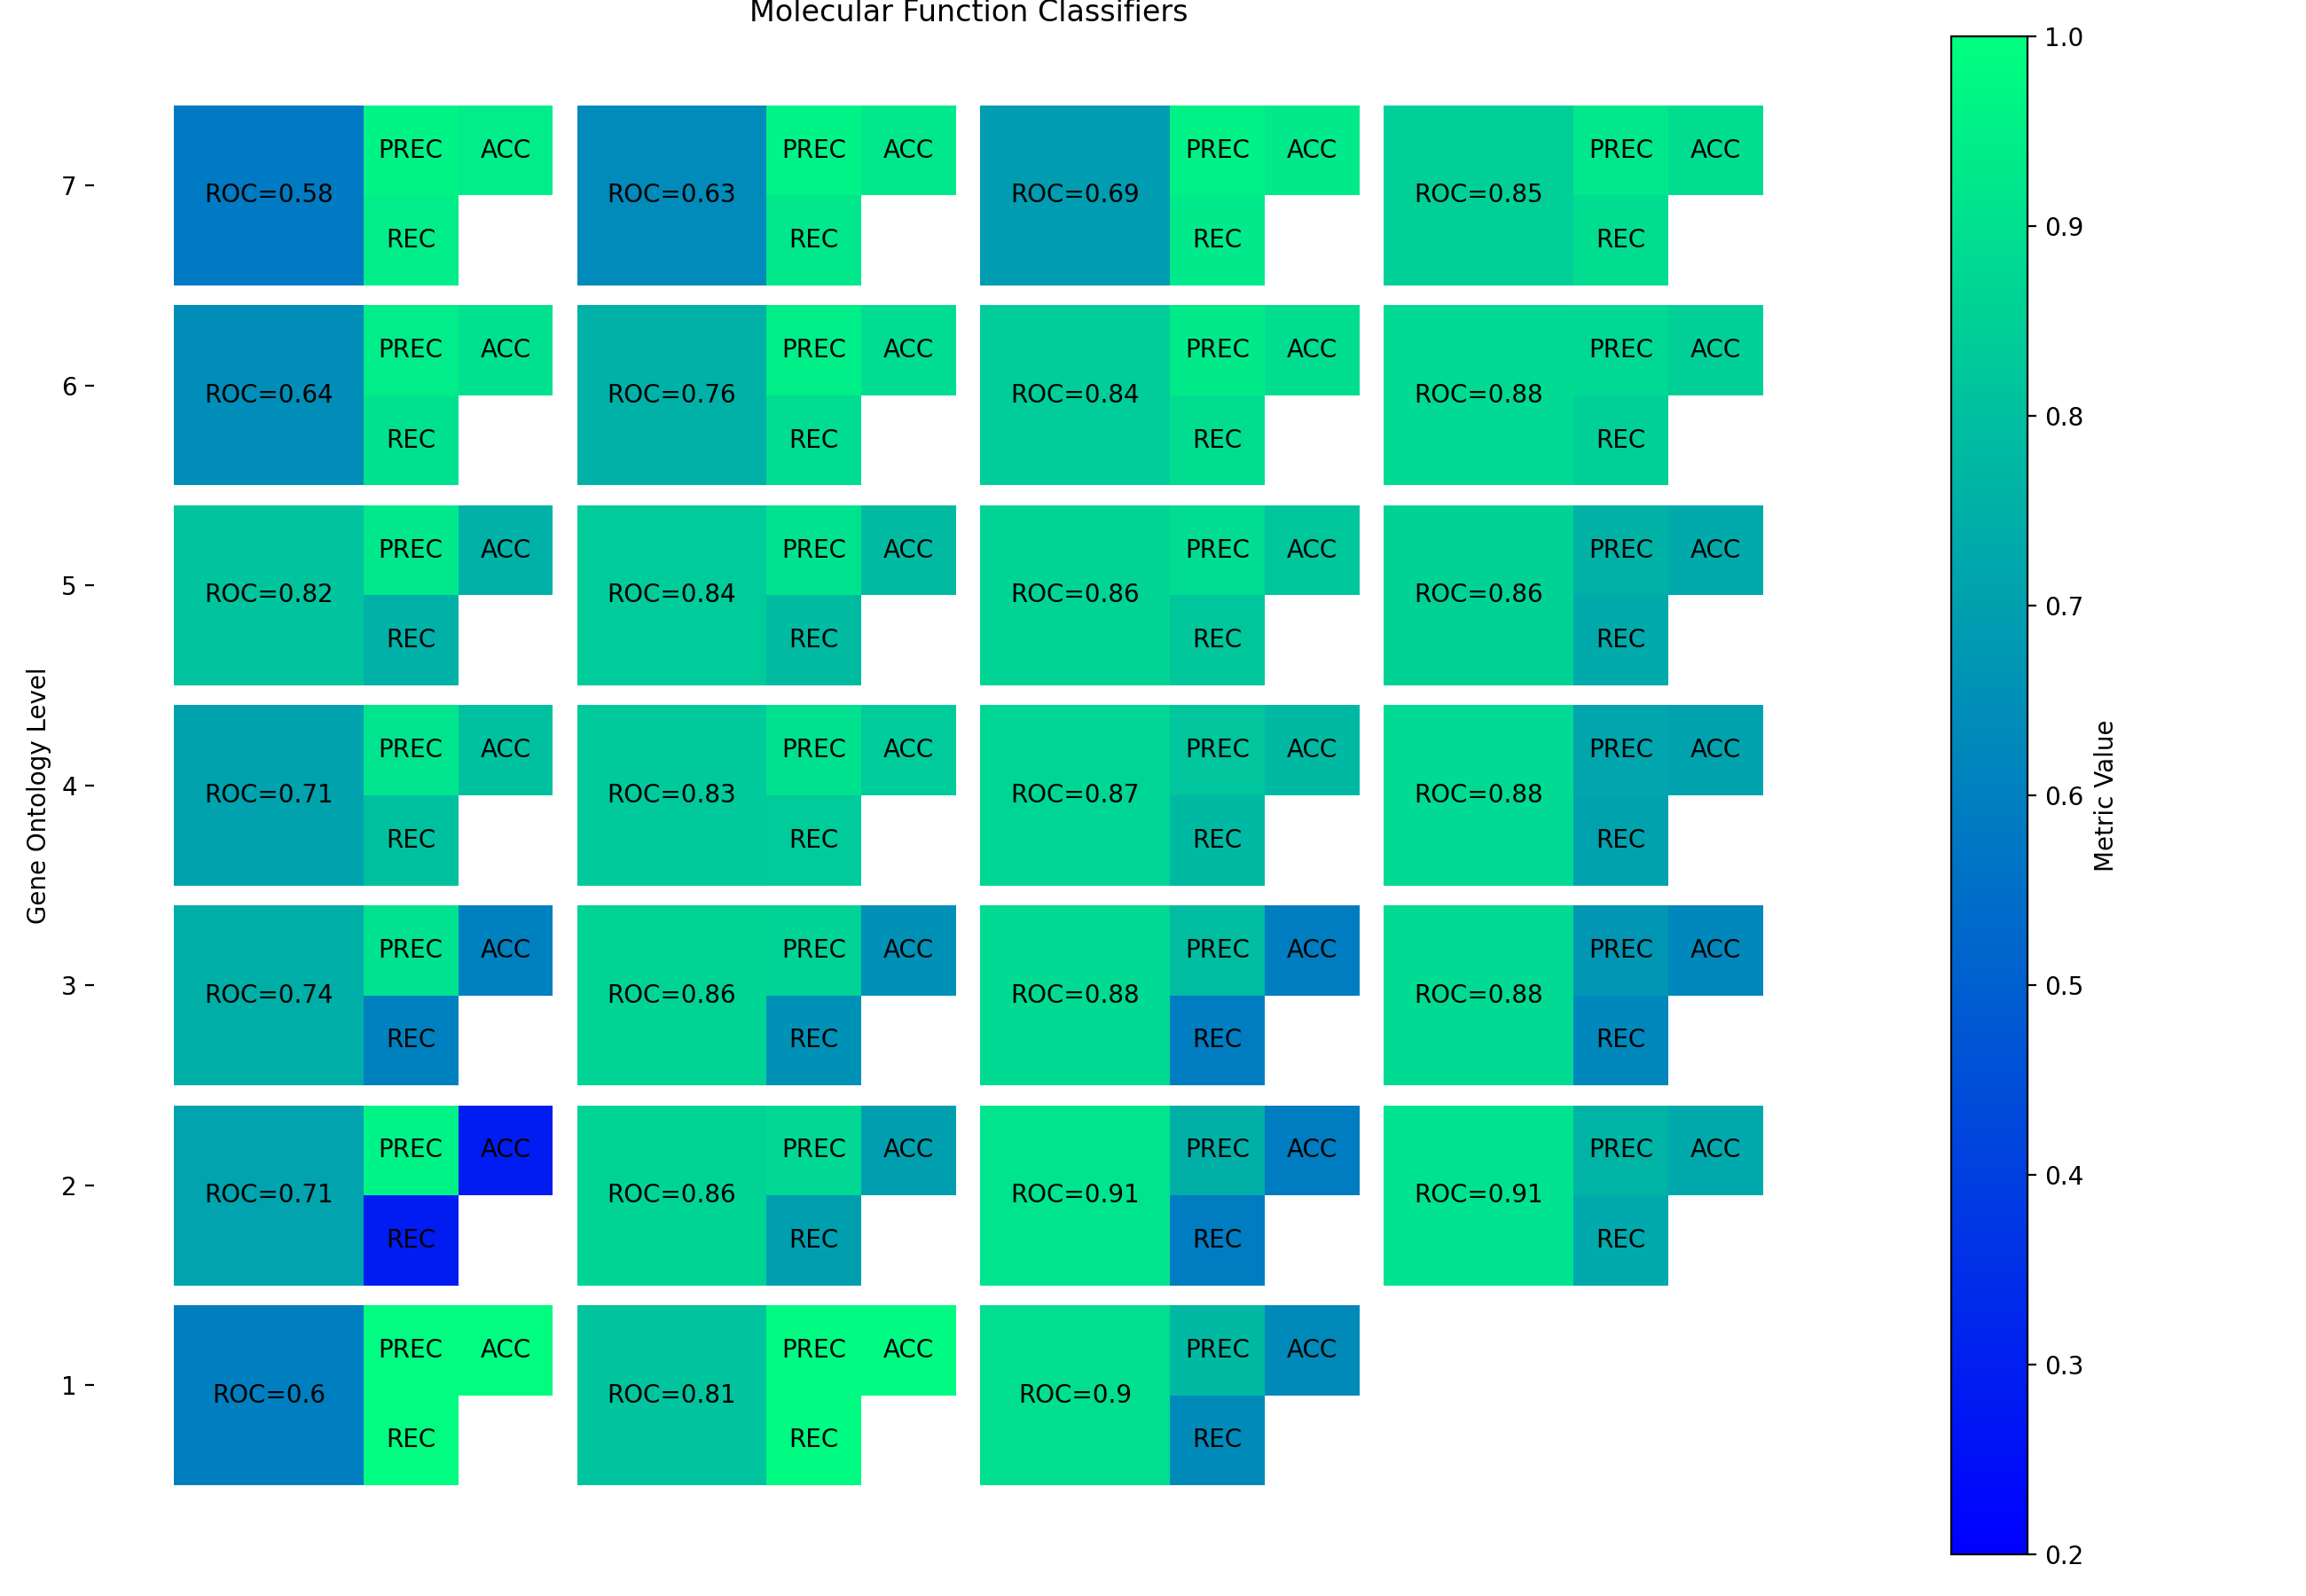 Molecular Function Classifiers
7
ROC=0.58 PREC ACC REC
ROC=0.63 PREC ACC REC
ROC=0.69 PREC ACC REC
ROC=0.85 PREC ACC REC
6
ROC=0.64 PREC ACC REC
ROC=0.76 PREC ACC REC
ROC=0.84 PREC ACC REC
ROC=0.88 PREC ACC REC
5
ROC=0.82 PREC ACC REC
ROC=0.84 PREC ACC REC
ROC=0.86 PREC ACC REC
ROC=0.86 PREC ACC REC
4
ROC=0.71 PREC ACC REC
ROC=0.83 PREC ACC REC
ROC=0.87 PREC ACC REC
ROC=0.88 PREC ACC REC
3
ROC=0.74 PREC ACC REC
ROC=0.86 PREC ACC REC
ROC=0.88 PREC ACC REC
ROC=0.88 PREC ACC REC
2
ROC=0.71 PREC ACC REC
ROC=0.86 PREC ACC REC
ROC=0.91 PREC ACC REC
ROC=0.91 PREC ACC REC
1
ROC=0.6 PREC ACC REC
ROC=0.81 PREC ACC REC
ROC=0.9 PREC ACC REC
Gene Ontology Level
1.0
0.9
0.8
0.7
0.6
0.5
0.4
0.3
0.2
Metric Value